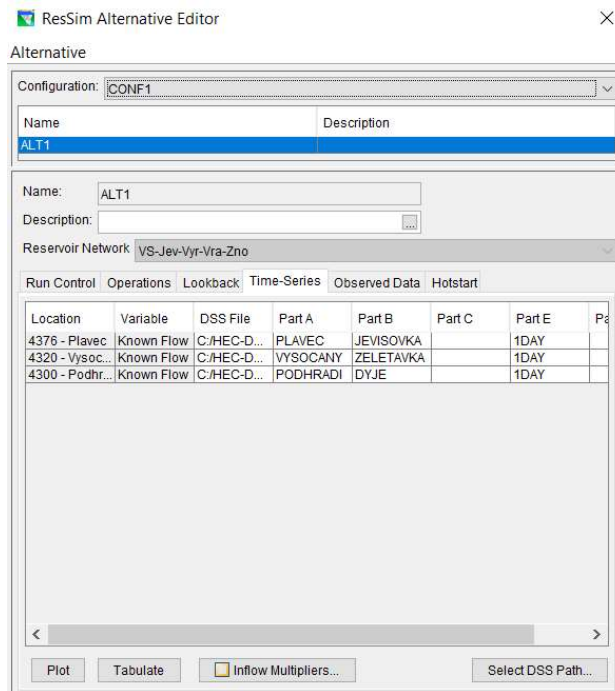 ResSim Alternative Editor
Alternative
Configuration: CONF1
Name Description
ALT1
Name: ALT1
Description: ...
Reservoir Network VS-Jev-Vyr-Vra-Zno
Run Control Operations Lookback Time-Series Observed Data Hotstart
Location Variable DSS File Part A Part B Part C Part E Pa
4376 - Plavec Known Flow C:/HEC-D... PLAVEC JEVISOVKA 1DAY
4320 - Vysoc... Known Flow C:/HEC-D... VYSOCANY ZELETAVKA 1DAY
4300 - Podhr... Known Flow C:/HEC-D... PODHRADI DYJE 1DAY
Plot Tabulate Inflow Multipliers... Select DSS Path...